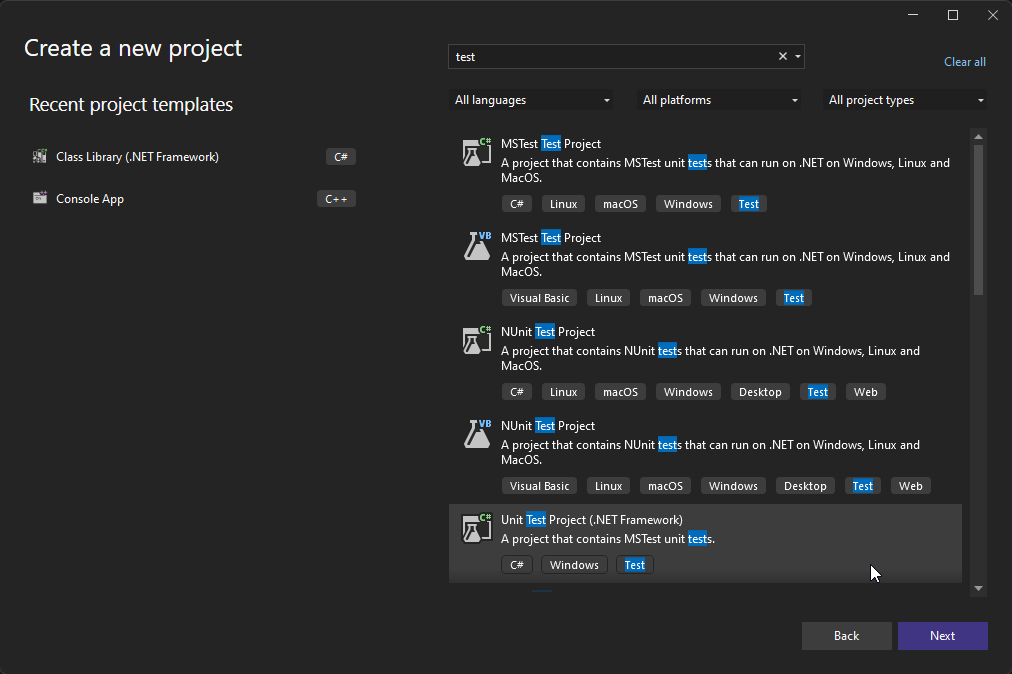 Create a new project
test
Clear all
Recent project templates
All languages
All platforms
All project types
Class Library (.NET Framework)
C#
Console App
C++
C#
MSTest Test Project
A project that contains MSTest unit tests that can run on .NET on Windows, Linux and
MacOS.
C# Linux macOS Windows Test
VB
MSTest Test Project
A project that contains MSTest unit tests that can run on .NET on Windows, Linux and
MacOS.
Visual Basic Linux macOS Windows Test
C#
NUnit Test Project
A project that contains NUnit tests that can run on .NET on Windows, Linux and
MacOS.
C# Linux macOS Windows Desktop Test Web
VB
NUnit Test Project
A project that contains NUnit tests that can run on .NET on Windows, Linux and
MacOS.
Visual Basic Linux macOS Windows Desktop Test Web
C#
Unit Test Project (.NET Framework)
A project that contains MSTest unit tests.
C# Windows Test
Back
Next